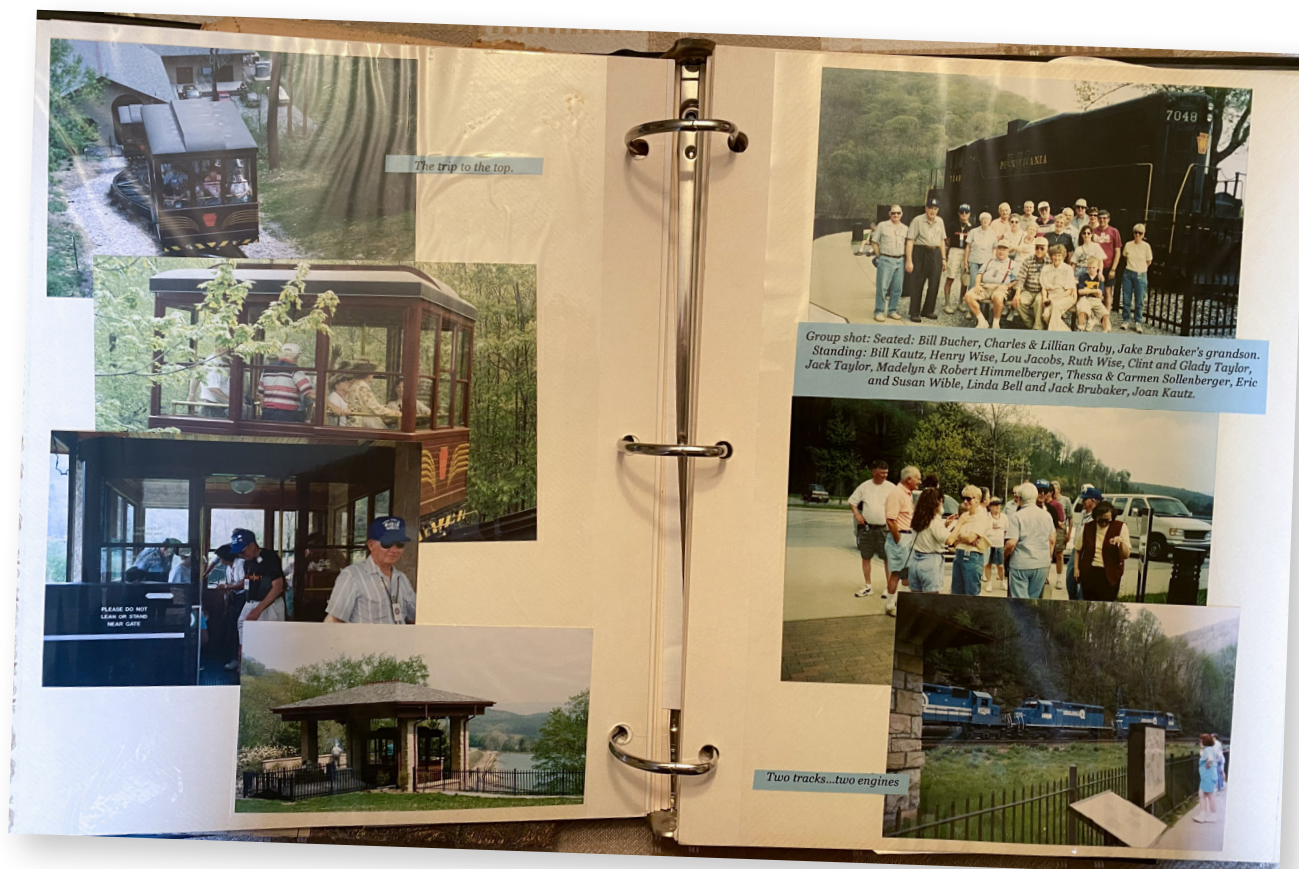 The trip to the top.
PLEASE DO NOT
LEAN OR STAND
NEAR GATE
7048
PENNSYLVANIA
7048
Group shot: Seated: Bill Bucher, Charles & Lillian Graby, Jake Brubaker's grandson.
Standing: Bill Kautz, Henry Wise, Lou Jacobs, Ruth Wise, Clint and Glady Taylor,
Jack Taylor, Madelyn & Robert Himmelberger, Thessa & Carmen Sollenberger, Eric
and Susan Wible, Linda Bell and Jack Brubaker, Joan Kautz.
Two tracks...two engines